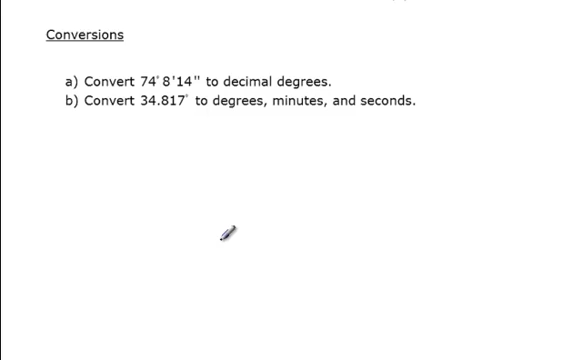 Conversions
a) Convert 74°8'14" to decimal degrees.
b) Convert 34.817° to degrees, minutes, and seconds.